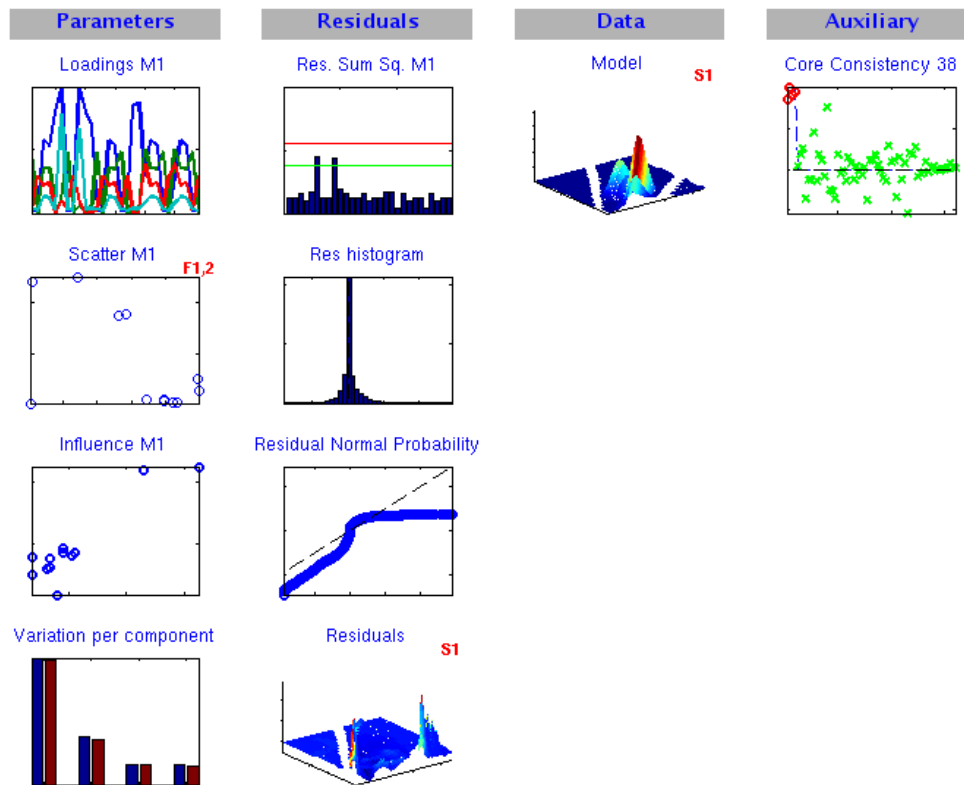 Parameters
Residuals
Data
Auxiliary
Loadings M1
Res. Sum Sq. M1
Model
S1
Core Consistency 38
Scatter M1
F1,2
Res histogram
Influence M1
Residual Normal Probability
Variation per component
Residuals
S1